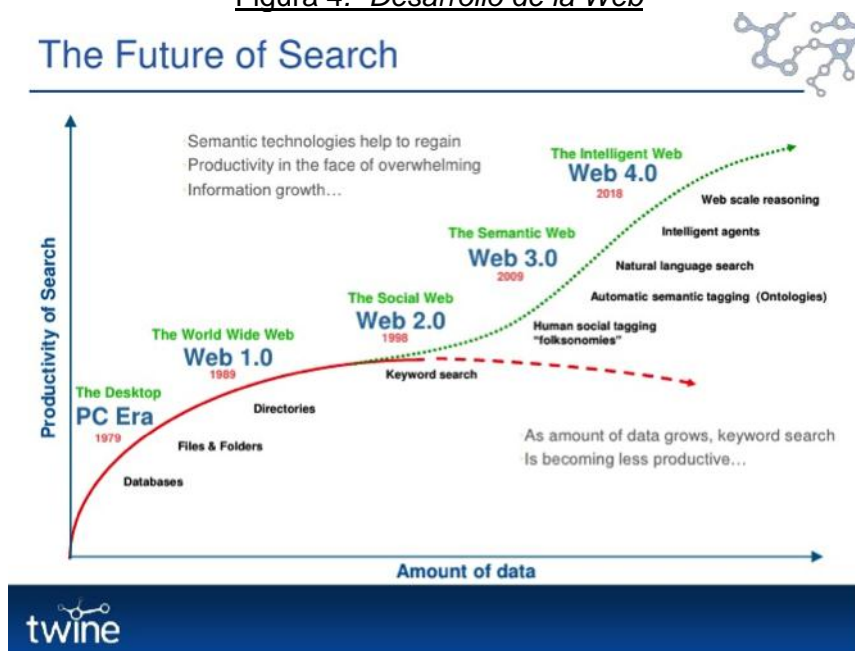 Figura 4. Desarrollo de la Web
The Future of Search
Semantic technologies help to regain
Productivity in the face of overwhelming
Information growth…
The Intelligent Web
Web 4.0
2018
Web scale reasoning
Intelligent agents
The Semantic Web
Web 3.0
2009
Natural language search
Automatic semantic tagging (Ontologies)
The Social Web
Web 2.0
1998
Human social tagging
"folksonomies"
The World Wide Web
Web 1.0
1989
Keyword search
The Desktop
PC Era
1979
Directories
Files & Folders
Databases
As amount of data grows, keyword search
Is becoming less productive…
Productivity of Search
Amount of data
twine